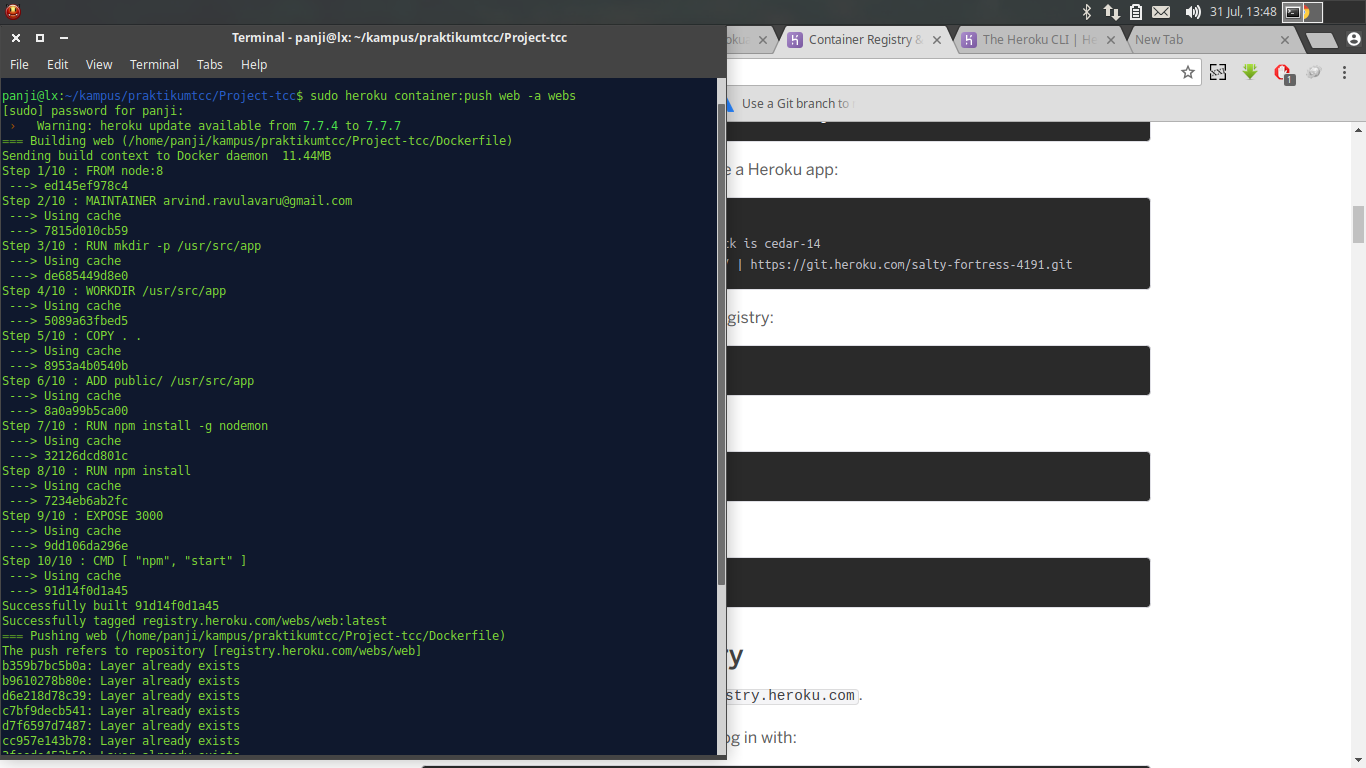 31 Jul, 13:48
Terminal - panji@lx: ~/kampus/praktikumtcc/Project-tcc
File Edit View Terminal Tabs Help
panji@lx:~/kampus/praktikumtcc/Project-tcc$ sudo heroku container:push web -a webs
[sudo] password for panji:
 ›   Warning: heroku update available from 7.7.4 to 7.7.7
=== Building web (/home/panji/kampus/praktikumtcc/Project-tcc/Dockerfile)
Sending build context to Docker daemon  11.44MB
Step 1/10 : FROM node:8
 ---> ed145ef978c4
Step 2/10 : MAINTAINER arvind.ravulavaru@gmail.com
 ---> Using cache
 ---> 7815d010cb59
Step 3/10 : RUN mkdir -p /usr/src/app
 ---> Using cache
 ---> de685449d8e0
Step 4/10 : WORKDIR /usr/src/app
 ---> Using cache
 ---> 5089a63fbed5
Step 5/10 : COPY . .
 ---> Using cache
 ---> 8953a4b0540b
Step 6/10 : ADD public/ /usr/src/app
 ---> Using cache
 ---> 8a0a99b5ca00
Step 7/10 : RUN npm install -g nodemon
 ---> Using cache
 ---> 32126dcd801c
Step 8/10 : RUN npm install
 ---> Using cache
 ---> 7234eb6ab2fc
Step 9/10 : EXPOSE 3000
 ---> Using cache
 ---> 9dd106da296e
Step 10/10 : CMD [ "npm", "start" ]
 ---> Using cache
 ---> 91d14f0d1a45
Successfully built 91d14f0d1a45
Successfully tagged registry.heroku.com/webs/web:latest
=== Pushing web (/home/panji/kampus/praktikumtcc/Project-tcc/Dockerfile)
The push refers to repository [registry.heroku.com/webs/web]
b359b7bc5b0a: Layer already exists
b9610278b80e: Layer already exists
d6e218d78c39: Layer already exists
c7bf9decb541: Layer already exists
d7f6597d7487: Layer already exists
cc957e143b78: Layer already exists
Container Registry & The Heroku CLI | He New Tab
1
Use a Git branch to
e a Heroku app:
ck is cedar-14
/ | https://git.heroku.com/salty-fortress-4191.git
gistry:
ry
stry.heroku.com.
og in with: